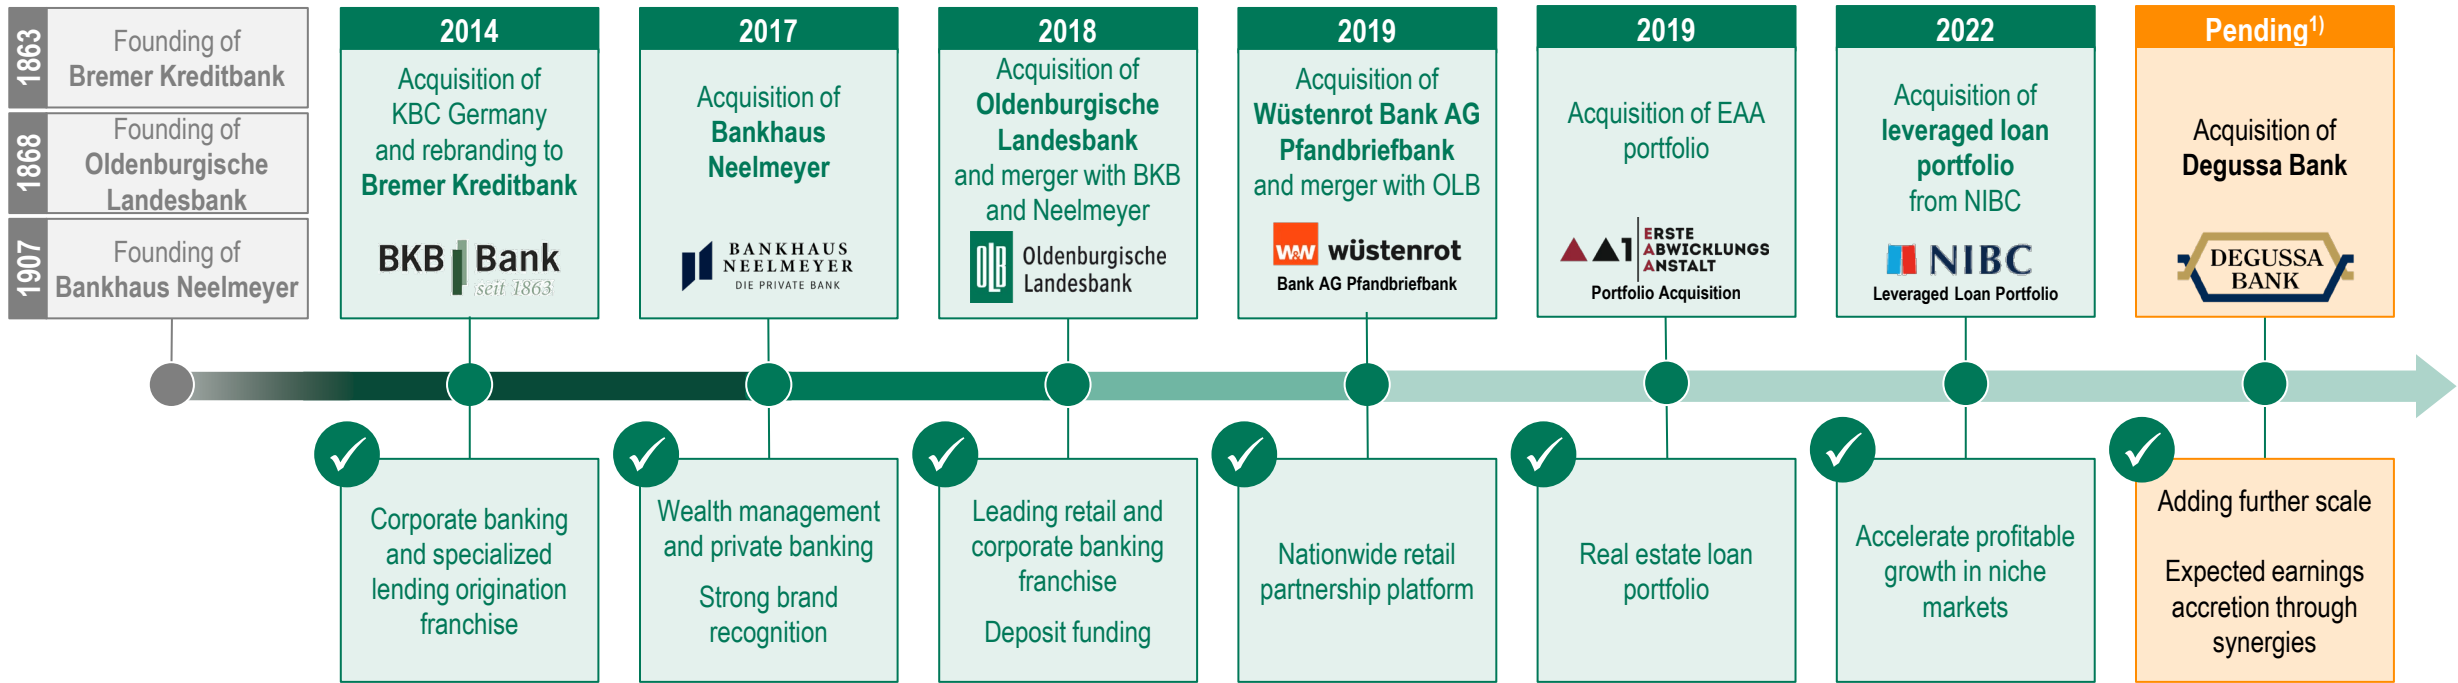 1863
Founding of
Bremer Kreditbank
1868
Founding of
Oldenburgische
Landesbank
1907
Founding of
Bankhaus Neelmeyer
2014
Acquisition of
KBC Germany
and rebranding to
Bremer Kreditbank
BKB Bank
seit 1863
2017
Acquisition of
Bankhaus
Neelmeyer
BANKHAUS
NEELMEYER
DIE PRIVATE BANK
2018
Acquisition of
Oldenburgische
Landesbank
and merger with BKB
and Neelmeyer
OLB
Oldenburgische
Landesbank
2019
Acquisition of
Wüstenrot Bank AG
Pfandbriefbank
and merger with OLB
W&W wüstenrot
Bank AG Pfandbriefbank
2019
Acquisition of EAA
portfolio
ERSTE
ABWICKLUNGS
ANSTALT
Portfolio Acquisition
2022
Acquisition of
leveraged loan
portfolio
from NIBC
NIBC
Leveraged Loan Portfolio
Pending1)
Acquisition of
Degussa Bank
DEGUSSA
BANK
Corporate banking
and specialized
lending origination
franchise
Wealth management
and private banking
Strong brand
recognition
Leading retail and
corporate banking
franchise
Deposit funding
Nationwide retail
partnership platform
Real estate loan
portfolio
Accelerate profitable
growth in niche
markets
Adding further scale
Expected earnings
accretion through
synergies